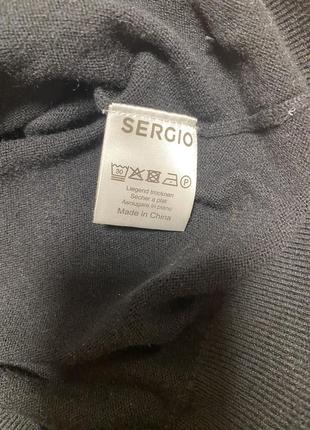 SERGIO
30 P
Liegend trocknen
Sécher à plat
Asciugare in piano
Made in China